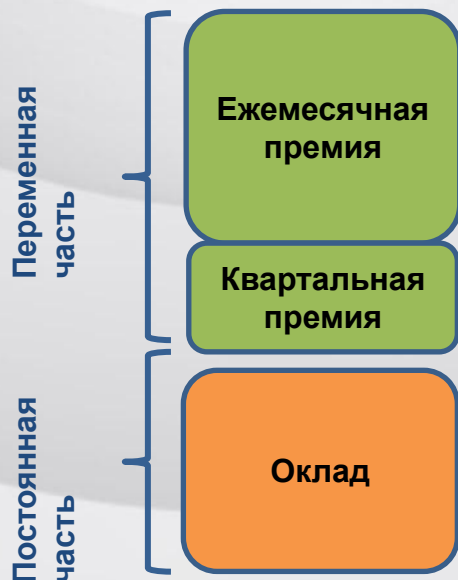 Переменная
часть
Ежемесячная
премия
Квартальная
премия
Постоянная
часть
Оклад